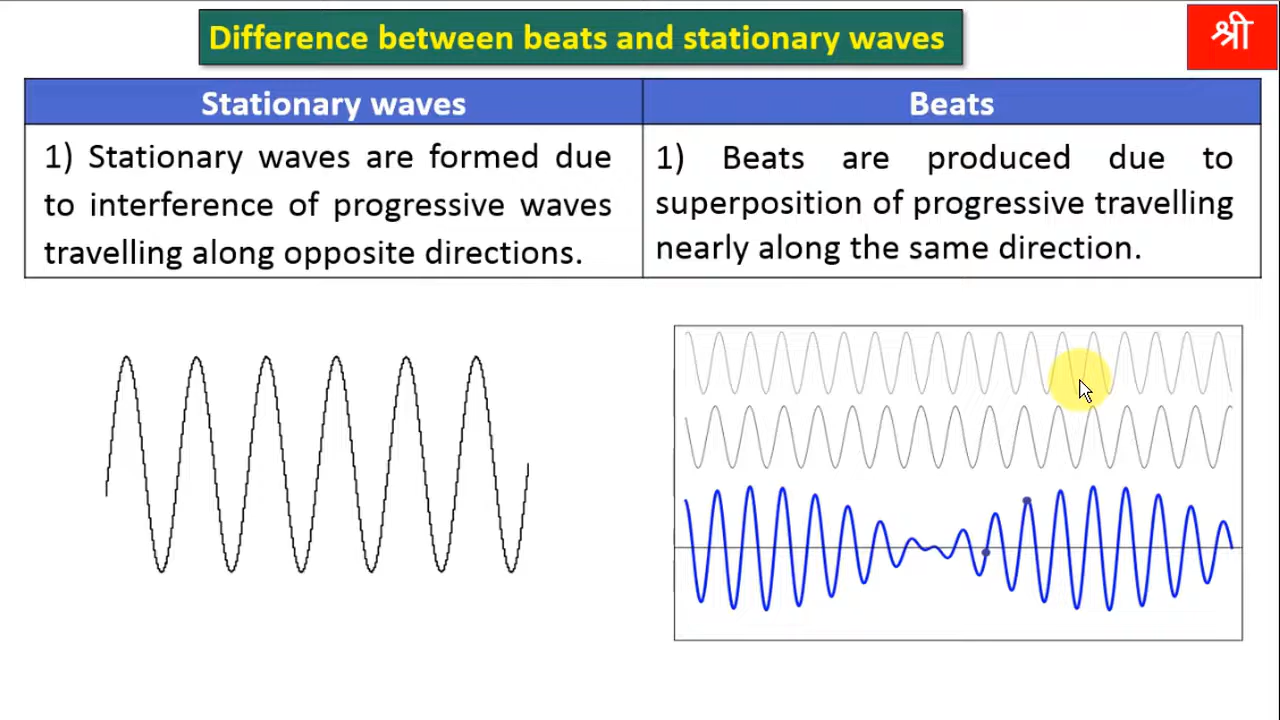 Difference between beats and stationary waves
श्री
Stationary waves
Beats
1) Stationary waves are formed due
to interference of progressive waves
travelling along opposite directions.
1) Beats are produced due to
superposition of progressive travelling
nearly along the same direction.